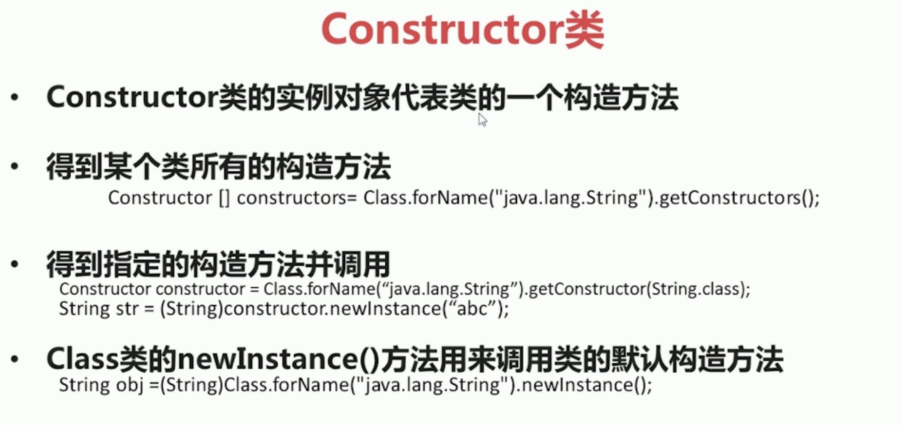 Constructor类
• Constructor类的实例对象代表类的一个构造方法
• 得到某个类所有的构造方法
Constructor [] constructors= Class.forName("java.lang.String").getConstructors();
• 得到指定的构造方法并调用
Constructor constructor = Class.forName(“java.lang.String”).getConstructor(String.class);
String str = (String)constructor.newInstance(“abc”);
• Class类的newInstance()方法用来调用类的默认构造方法
String obj =(String)Class.forName("java.lang.String").newInstance();